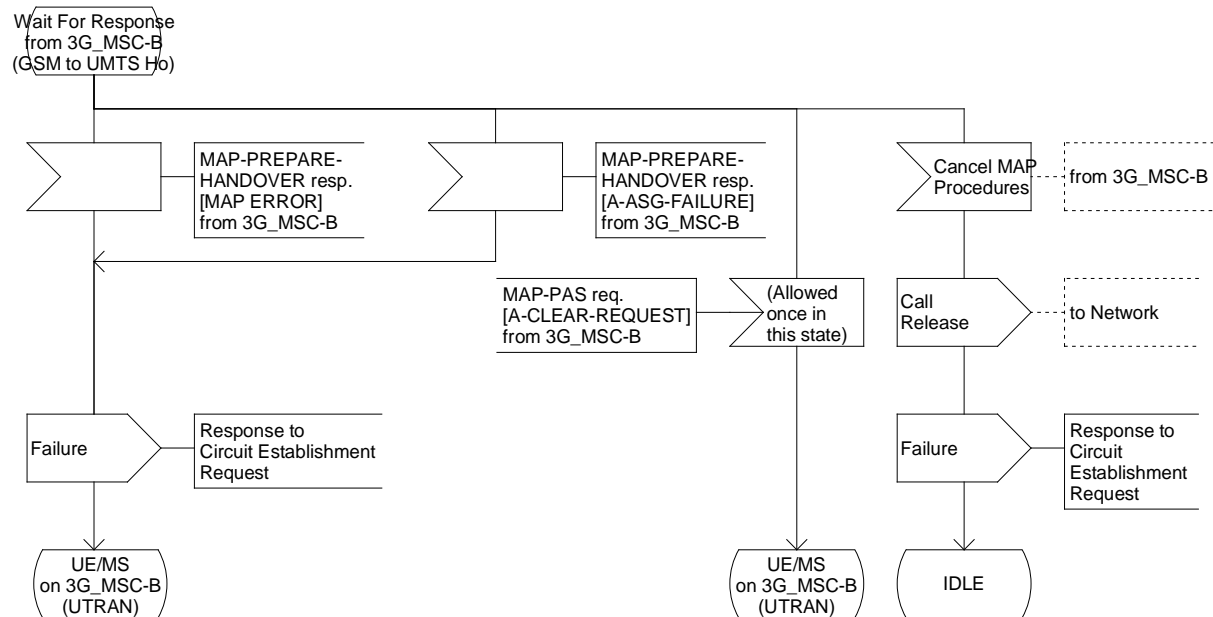 Wait For Response
from 3G_MSC-B
(GSM to UMTS Ho)
MAP-PREPARE-
HANDOVER resp.
[MAP ERROR]
from 3G_MSC-B
MAP-PREPARE-
HANDOVER resp.
[A-ASG-FAILURE]
from 3G_MSC-B
Cancel MAP
Procedures
from 3G_MSC-B
MAP-PAS req.
[A-CLEAR-REQUEST]
from 3G_MSC-B
(Allowed
once in
this state)
Call
Release
to Network
Failure
Response to
Circuit Establishment
Request
Failure
Response to
Circuit
Establishment
Request
UE/MS
on 3G_MSC-B
(UTRAN)
UE/MS
on 3G_MSC-B
(UTRAN)
IDLE